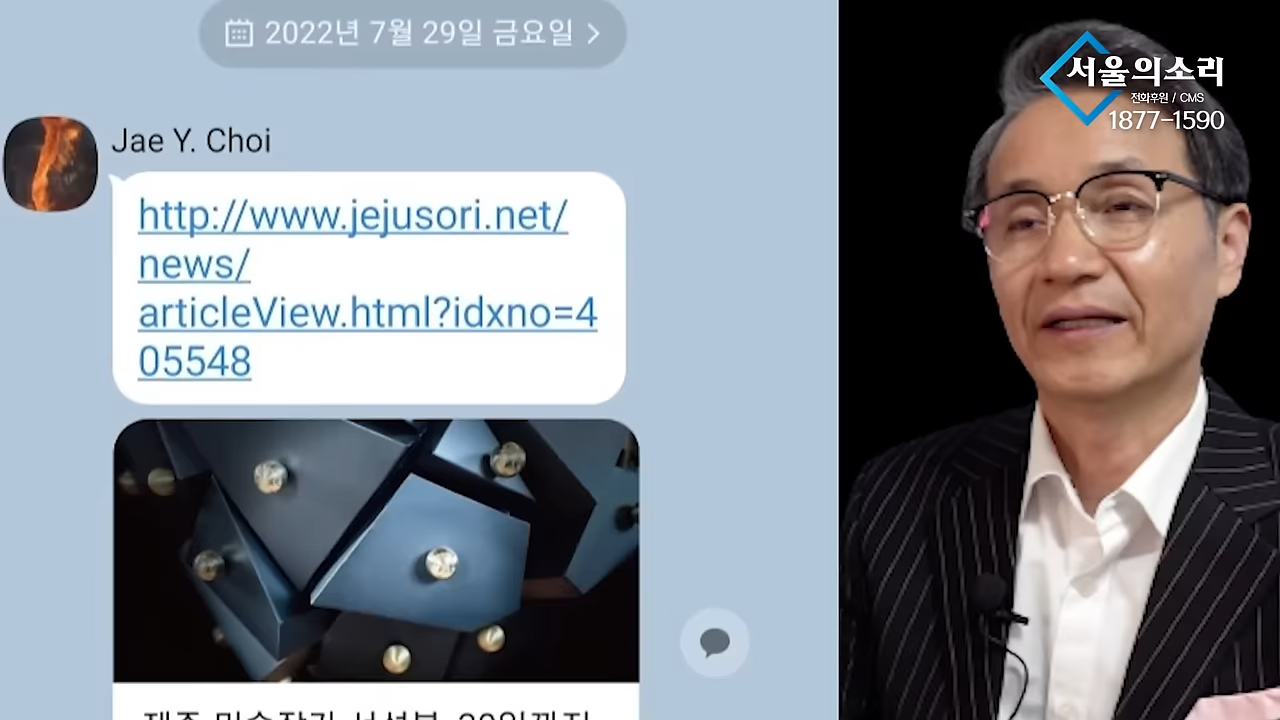 2022년 7월 29일 금요일
Jae Y. Choi
http://www.jejusori.net/
news/
articleView.html?idxno=4
05548
서울의소리
전화후원 / CMS
1877-1590